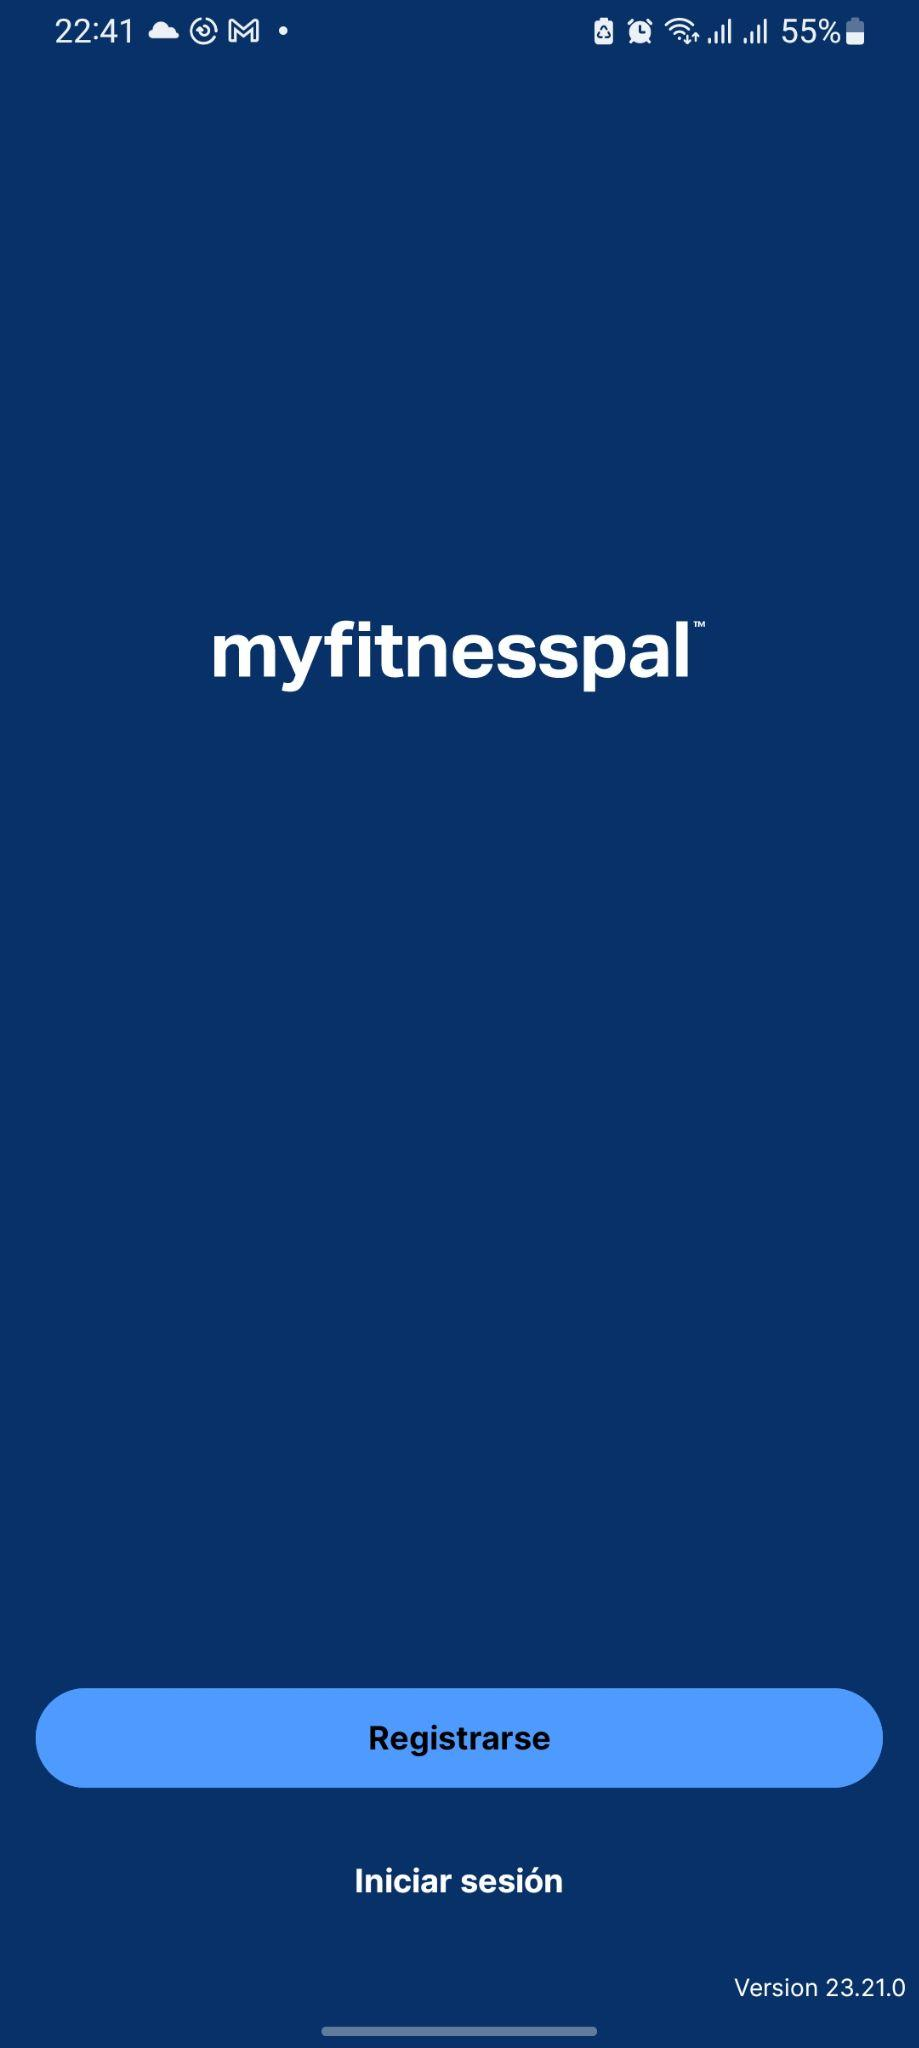 22:41 55%
myfitnesspal™
Registrarse
Iniciar sesión
Version 23.21.0